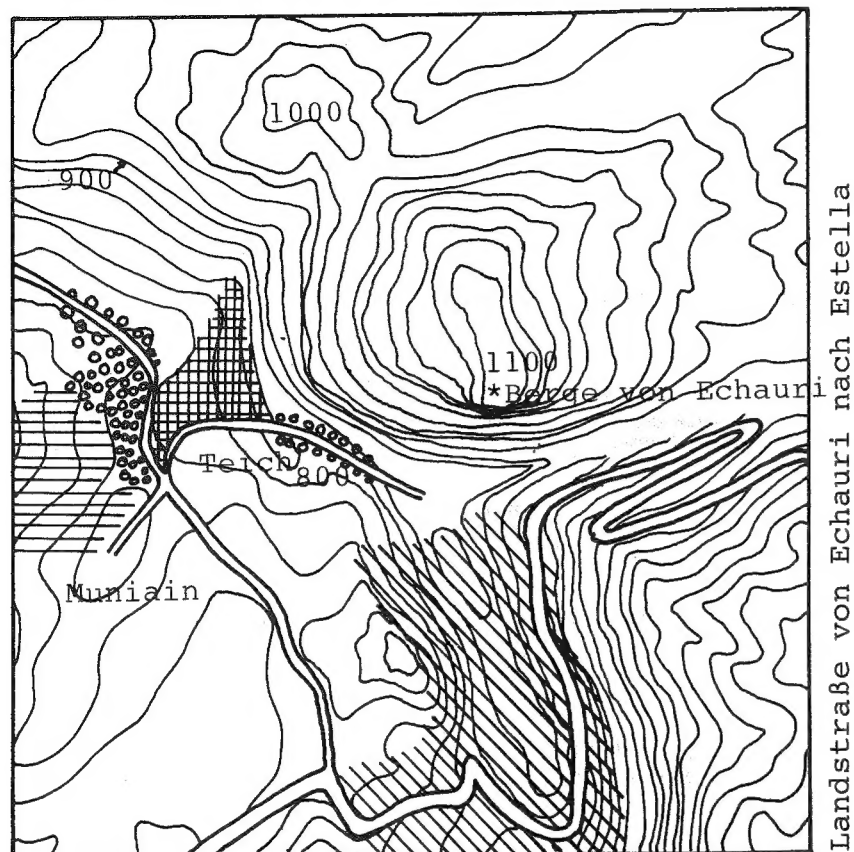 1000
900
1100
*Berge von Echauri
Teich
800
Muniain
Landstraße von Echauri nach Estella